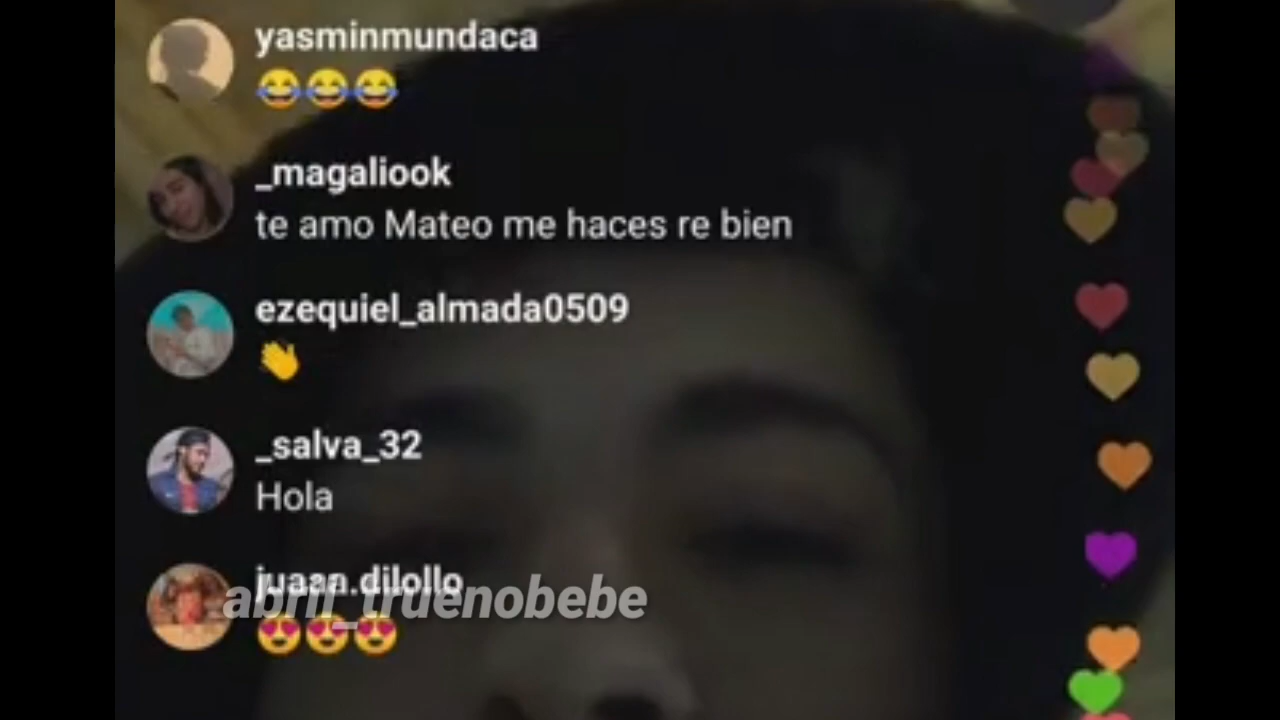 yasminmundaca
😂😂😂
_magaliook
te amo Mateo me haces re bien
ezequiel_almada0509
👏
_salva_32
Hola
juaaa.dilollo
abril_truenobebe
😍😍😍